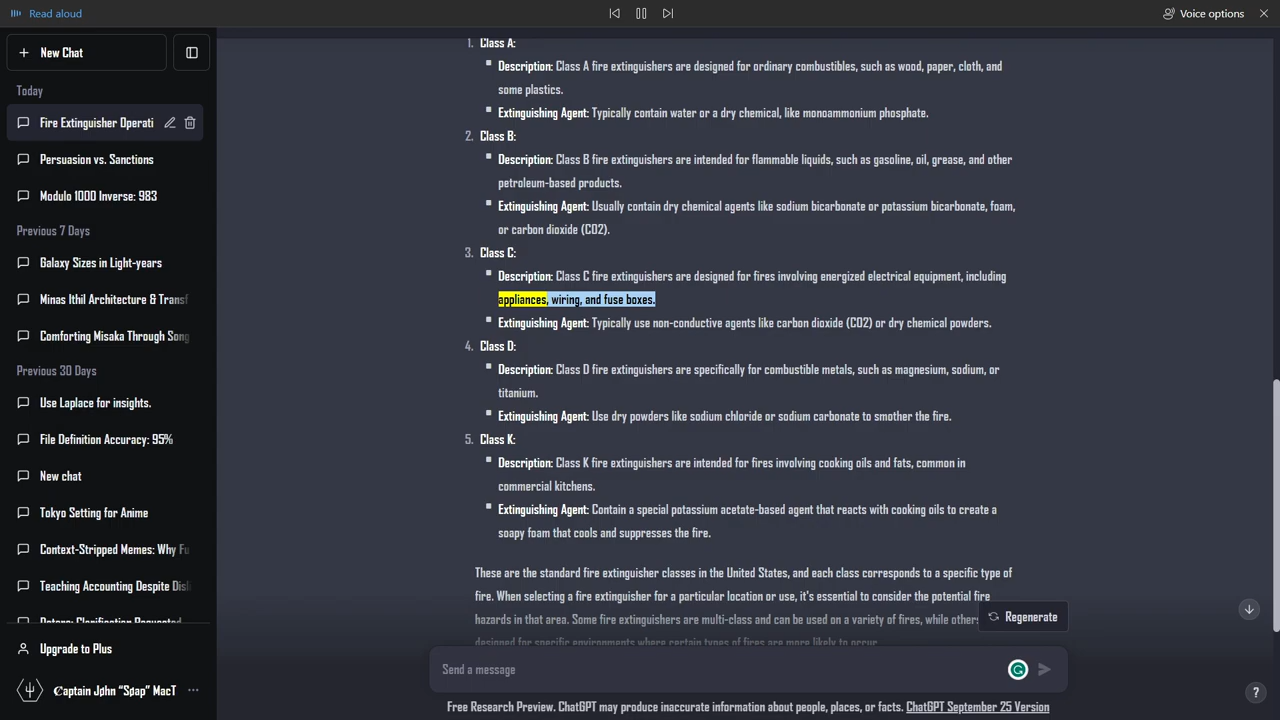 Read aloud
Voice options
New Chat
Today
Fire Extinguisher Operati
Persuasion vs. Sanctions
Modulo 1000 Inverse: 983
Previous 7 Days
Galaxy Sizes in Light-years
Minas Ithil Architecture & Transf
Comforting Misaka Through Song
Previous 30 Days
Use Laplace for insights.
File Definition Accuracy: 95%
New chat
Tokyo Setting for Anime
Context-Stripped Memes: Why Fu
Teaching Accounting Despite Disl
Upgrade to Plus
Captain Jøhn “Søap” MacT
1. Class A:
Description: Class A fire extinguishers are designed for ordinary combustibles, such as wood, paper, cloth, and
some plastics.
Extinguishing Agent: Typically contain water or a dry chemical, like monoammonium phosphate.
2. Class B:
Description: Class B fire extinguishers are intended for flammable liquids, such as gasoline, oil, grease, and other
petroleum-based products.
Extinguishing Agent: Usually contain dry chemical agents like sodium bicarbonate or potassium bicarbonate, foam,
or carbon dioxide (CO2).
3. Class C:
Description: Class C fire extinguishers are designed for fires involving energized electrical equipment, including
appliances, wiring, and fuse boxes.
Extinguishing Agent: Typically use non-conductive agents like carbon dioxide (CO2) or dry chemical powders.
4. Class D:
Description: Class D fire extinguishers are specifically for combustible metals, such as magnesium, sodium, or
titanium.
Extinguishing Agent: Use dry powders like sodium chloride or sodium carbonate to smother the fire.
5. Class K:
Description: Class K fire extinguishers are intended for fires involving cooking oils and fats, common in
commercial kitchens.
Extinguishing Agent: Contain a special potassium acetate-based agent that reacts with cooking oils to create a
soapy foam that cools and suppresses the fire.
These are the standard fire extinguisher classes in the United States, and each class corresponds to a specific type of
fire. When selecting a fire extinguisher for a particular location or use, it's essential to consider the potential fire
hazards in that area. Some fire extinguishers are multi-class and can be used on a variety of fires, while others
designed for specific environments where certain types of fires are more likely to occur.
Regenerate
Send a message
Free Research Preview. ChatGPT may produce inaccurate information about people, places, or facts. ChatGPT September 25 Version
?